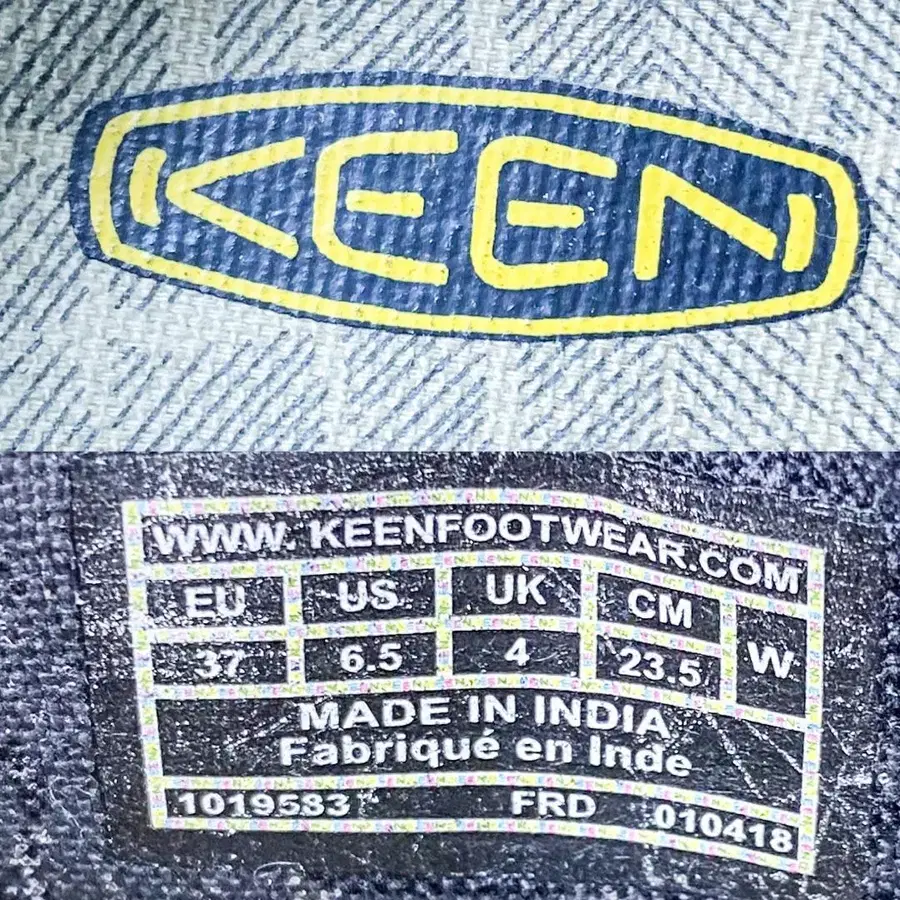 KEEN
WWW.KEENFOOTWEAR.COM
EU US UK CM W
37 6.5 4 23.5
MADE IN INDIA
Fabriqué en Inde
1019583 FRD 010418